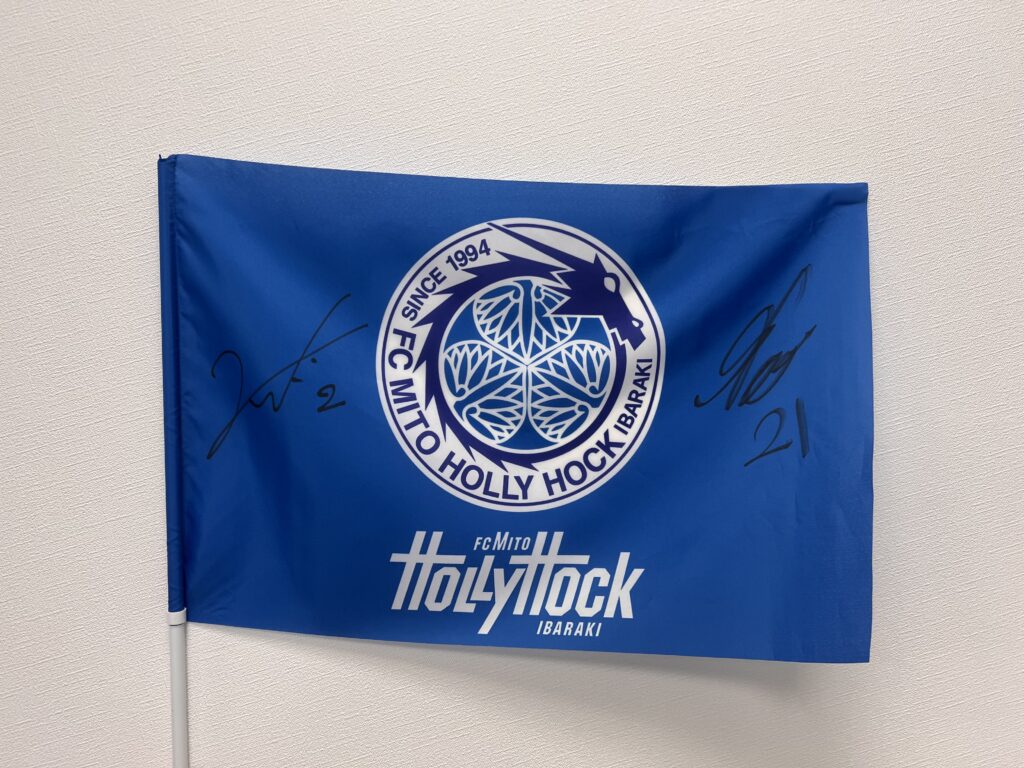 SINCE 1994
FC MITO HOLLY HOCK IBARAKI
2
21
FC MITO
HOLLYHOCK
IBARAKI